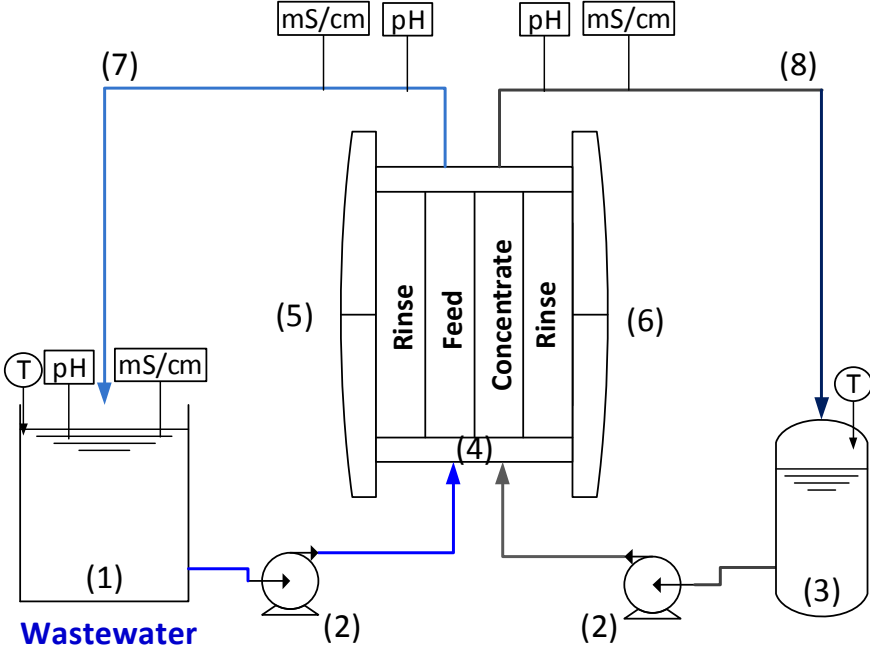 mS/cm
pH
pH
mS/cm
(7)
(8)
Rinse
Feed
Concentrate
Rinse
(5)
(6)
T
pH
mS/cm
T
(4)
(1)
(2)
(2)
(3)
Wastewater